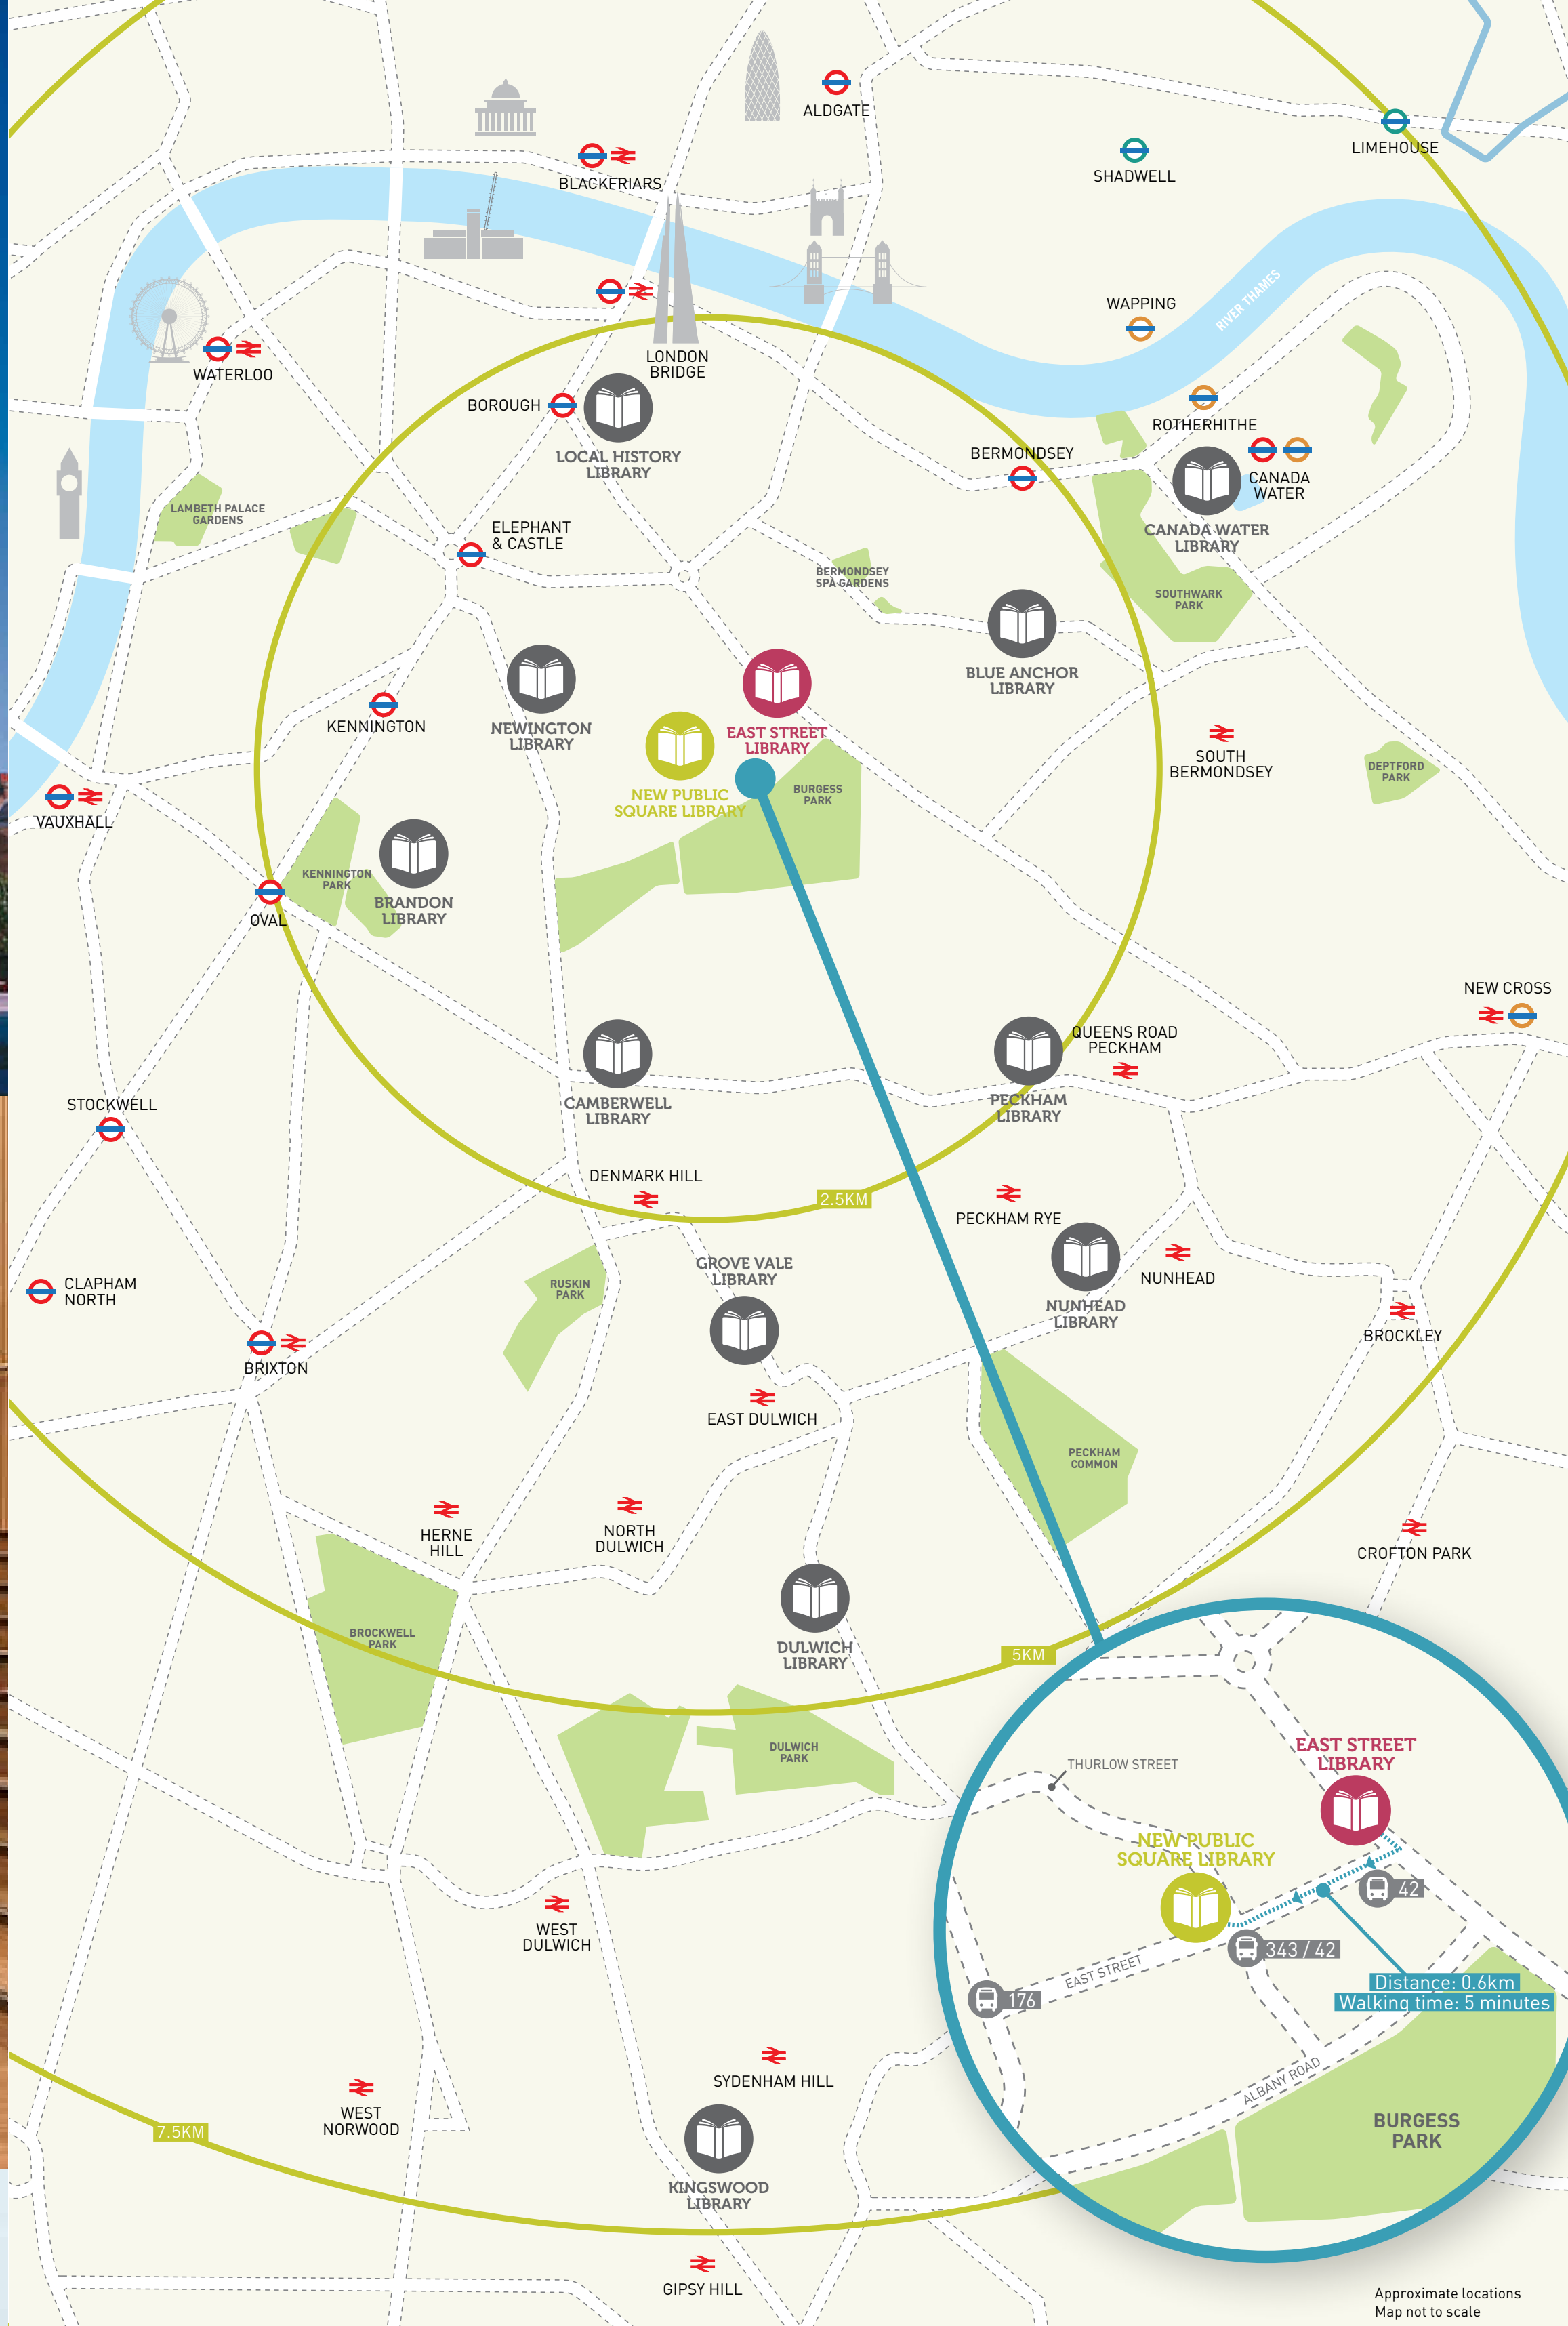 ALDGATE
LIMEHOUSE
SHADWELL
BLACKFRIARS
RIVER THAMES
WAPPING
LONDON
BRIDGE
WATERLOO
BOROUGH
ROTHERHITHE
LOCAL HISTORY
LIBRARY
BERMONDSEY
CANADA
WATER
LAMBETH PALACE
GARDENS
ELEPHANT
& CASTLE
CANADA WATER
LIBRARY
BERMONDSEY
SPA GARDENS
SOUTHWARK
PARK
BLUE ANCHOR
LIBRARY
KENNINGTON
NEWINGTON
LIBRARY
EAST STREET
LIBRARY
SOUTH
BERMONDSEY
DEPTFORD
PARK
NEW PUBLIC
SQUARE LIBRARY
BURGESS
PARK
VAUXHALL
KENNINGTON
PARK
BRANDON
LIBRARY
OVAL
NEW CROSS
QUEENS ROAD
PECKHAM
STOCKWELL
CAMBERWELL
LIBRARY
PECKHAM
LIBRARY
DENMARK HILL
2.5KM
PECKHAM RYE
GROVE VALE
LIBRARY
NUNHEAD
CLAPHAM
NORTH
RUSKIN
PARK
NUNHEAD
LIBRARY
BROCKLEY
BRIXTON
EAST DULWICH
PECKHAM
COMMON
HERNE
HILL
NORTH
DULWICH
CROFTON PARK
BROCKWELL
PARK
DULWICH
LIBRARY
5KM
DULWICH
PARK
EAST STREET
LIBRARY
THURLOW STREET
NEW PUBLIC
SQUARE LIBRARY
42
343 / 42
EAST STREET
176
Distance: 0.6km
Walking time: 5 minutes
WEST
DULWICH
ALBANY ROAD
SYDENHAM HILL
BURGESS
PARK
WEST
NORWOOD
7.5KM
KINGSWOOD
LIBRARY
GIPSY HILL
Approximate locations
Map not to scale